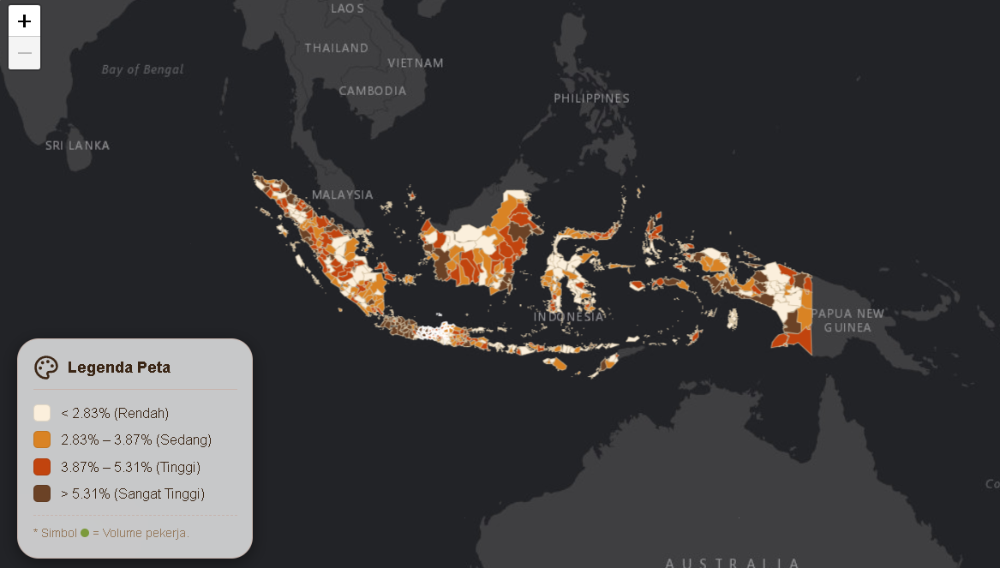 +
LAOS
THAILAND
Bay of Bengal
VIETNAM
CAMBODIA
PHILIPPINES
SRI LANKA
MALAYSIA
INDONESIA
PAPUA NEW
GUINEA
−
Legenda Peta
< 2.83% (Rendah)
2.83% – 3.87% (Sedang)
3.87% – 5.31% (Tinggi)
> 5.31% (Sangat Tinggi)
* Simbol ● = Volume pekerja.
Co
AUSTRALIA